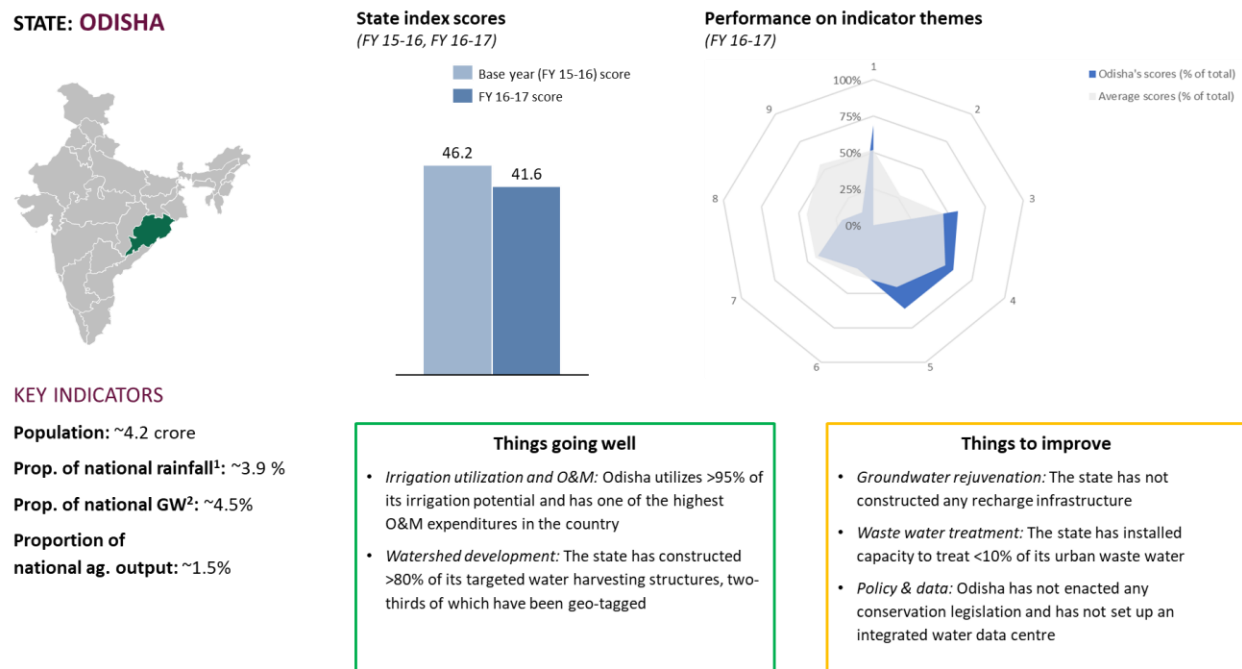 STATE: ODISHA
State index scores
(FY 15-16, FY 16-17)
Base year (FY 15-16) score
FY 16-17 score
46.2
41.6
Performance on indicator themes
(FY 16-17)
Odisha's scores (% of total)
Average scores (% of total)
1
2
3
4
5
6
7
8
9
100%
75%
50%
25%
0%
KEY INDICATORS
Population: ~4.2 crore
Prop. of national rainfall¹: ~3.9 %
Prop. of national GW²: ~4.5%
Proportion of
national ag. output: ~1.5%
Things going well
• Irrigation utilization and O&M: Odisha utilizes >95% of
its irrigation potential and has one of the highest
O&M expenditures in the country
• Watershed development: The state has constructed
>80% of its targeted water harvesting structures, two-
thirds of which have been geo-tagged
Things to improve
• Groundwater rejuvenation: The state has not
constructed any recharge infrastructure
• Waste water treatment: The state has installed
capacity to treat <10% of its urban waste water
• Policy & data: Odisha has not enacted any
conservation legislation and has not set up an
integrated water data centre